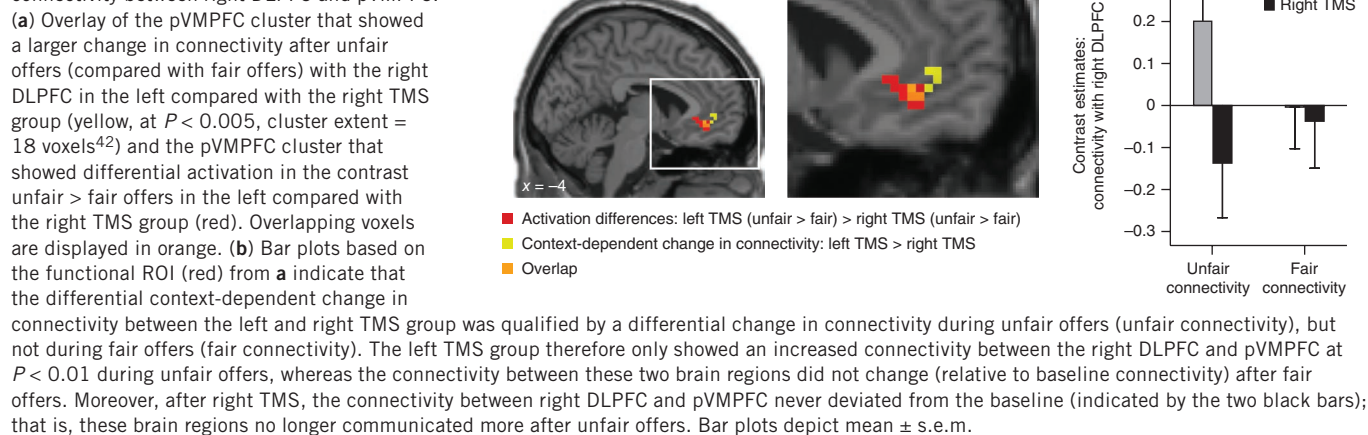 (a) Overlay of the pVMPFC cluster that showed
a larger change in connectivity after unfair
offers (compared with fair offers) with the right
DLPFC in the left compared with the right TMS
group (yellow, at P < 0.005, cluster extent =
18 voxels42) and the pVMPFC cluster that
showed differential activation in the contrast
unfair > fair offers in the left compared with
the right TMS group (red). Overlapping voxels
are displayed in orange. (b) Bar plots based on
the functional ROI (red) from a indicate that
the differential context-dependent change in
connectivity between the left and right TMS group was qualified by a differential change in connectivity during unfair offers (unfair connectivity), but
not during fair offers (fair connectivity). The left TMS group therefore only showed an increased connectivity between the right DLPFC and pVMPFC at
P < 0.01 during unfair offers, whereas the connectivity between these two brain regions did not change (relative to baseline connectivity) after fair
offers. Moreover, after right TMS, the connectivity between right DLPFC and pVMPFC never deviated from the baseline (indicated by the two black bars);
that is, these brain regions no longer communicated more after unfair offers. Bar plots depict mean ± s.e.m.
x = –4
Activation differences: left TMS (unfair > fair) > right TMS (unfair > fair)
Context-dependent change in connectivity: left TMS > right TMS
Overlap
Right TMS
Contrast estimates:
connectivity with right DLPFC
0.2
0.1
0
–0.1
–0.2
–0.3
Unfair
connectivity
Fair
connectivity